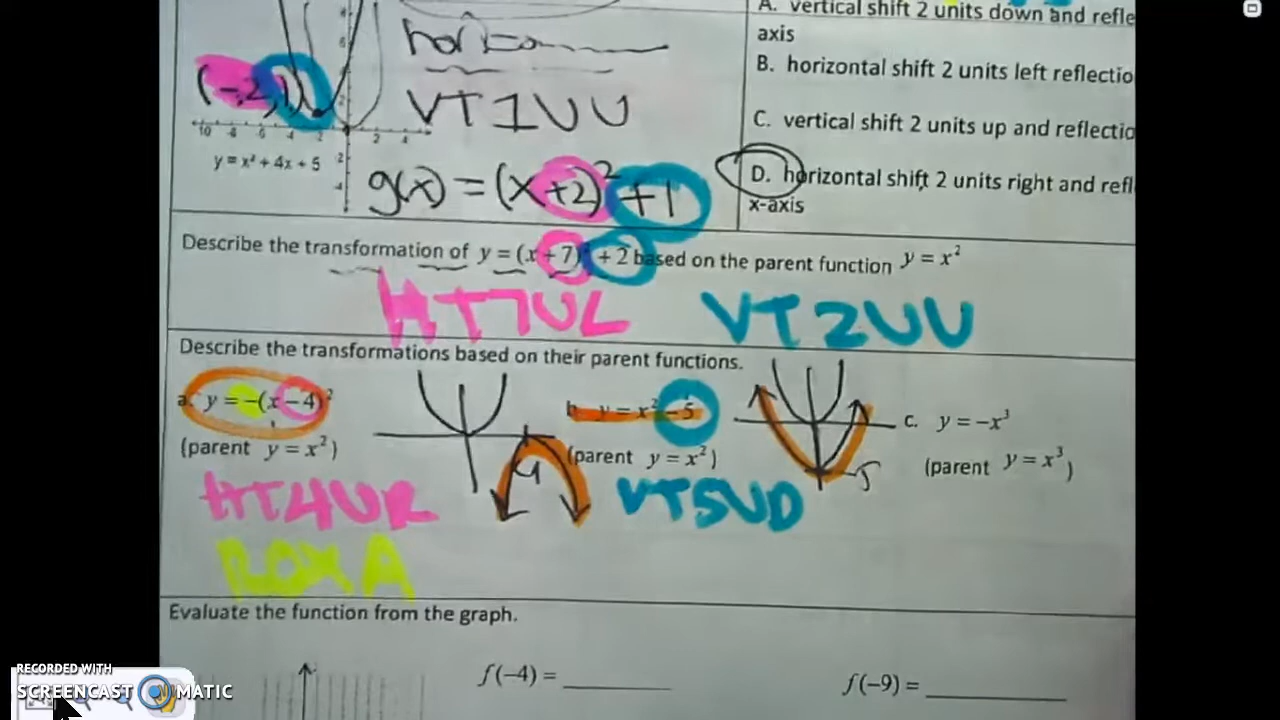 A. vertical shift 2 units down and refle
axis
B. horizontal shift 2 units left reflectio
C. vertical shift 2 units up and reflectio
D. horizontal shift 2 units right and refl
x-axis
(-2,1)
VT1UU
y = x² + 4x + 5
g(x) = (x+2)² +1
Describe the transformation of y = (x+7)² +2 based on the parent function y = x²
HT7UL VT2UU
Describe the transformations based on their parent functions.
a. y = -(x-4)²
(parent y = x²)
HT4UR
ROXA
4
b. y = x² -5
(parent y = x²)
VT5UD
-5
c. y = -x³
(parent y = x³)
Evaluate the function from the graph.
f(-4) = ________
f(-9) = ________
RECORDED WITH
SCREENCAST MATIC